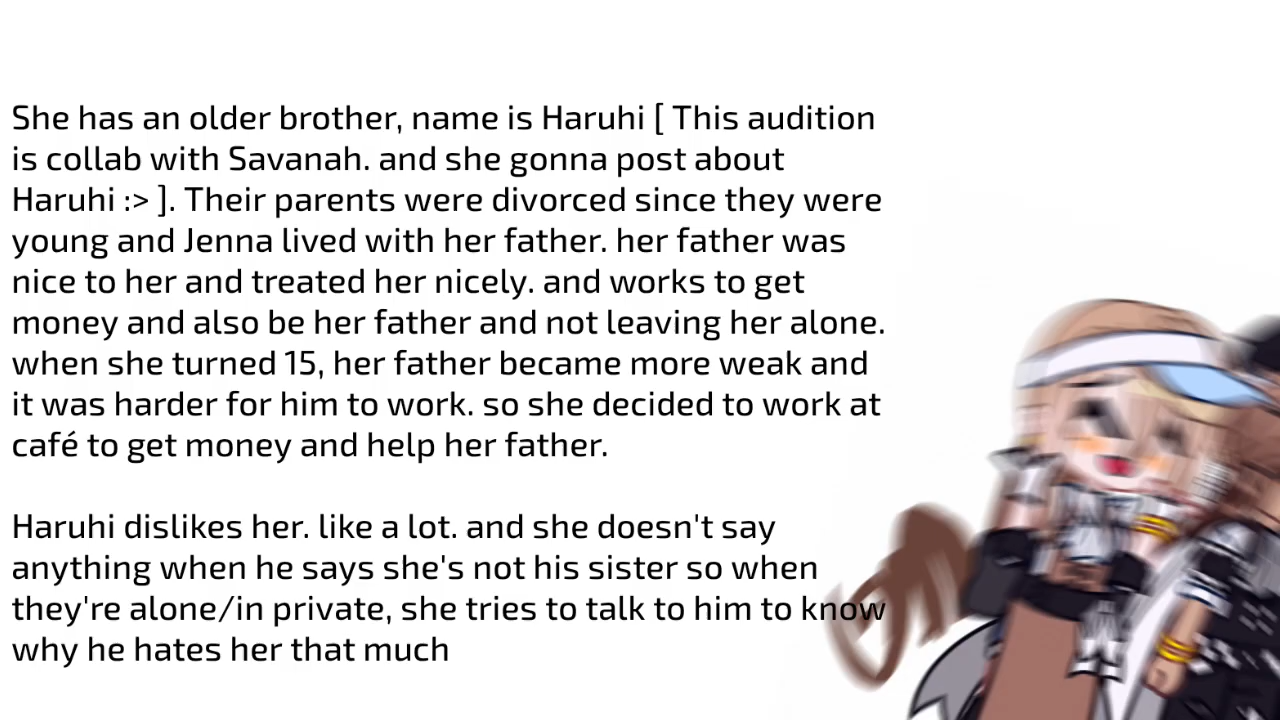 She has an older brother, name is Haruhi [ This audition
is collab with Savanah. and she gonna post about
Haruhi :> ]. Their parents were divorced since they were
young and Jenna lived with her father. her father was
nice to her and treated her nicely. and works to get
money and also be her father and not leaving her alone.
when she turned 15, her father became more weak and
it was harder for him to work. so she decided to work at
café to get money and help her father.
Haruhi dislikes her. like a lot. and she doesn't say
anything when he says she's not his sister so when
they're alone/in private, she tries to talk to him to know
why he hates her that much